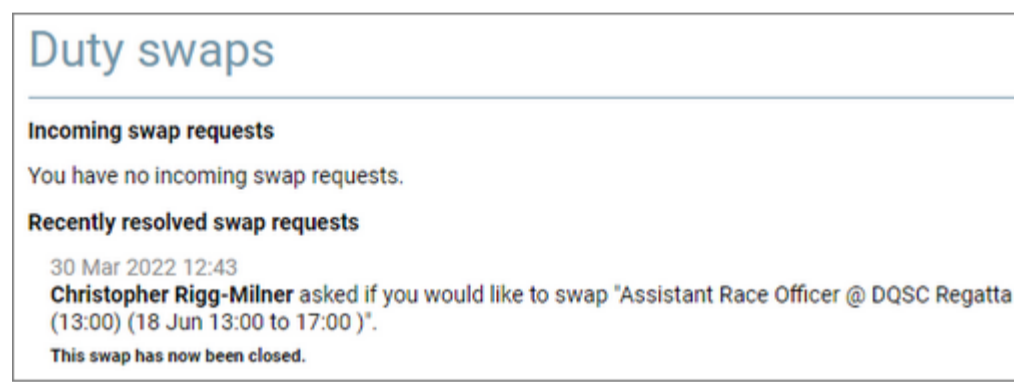 Duty swaps
Incoming swap requests
You have no incoming swap requests.
Recently resolved swap requests
30 Mar 2022 12:43
Christopher Rigg-Milner asked if you would like to swap "Assistant Race Officer @ DQSC Regatta
(13:00) (18 Jun 13:00 to 17:00 )".
This swap has now been closed.